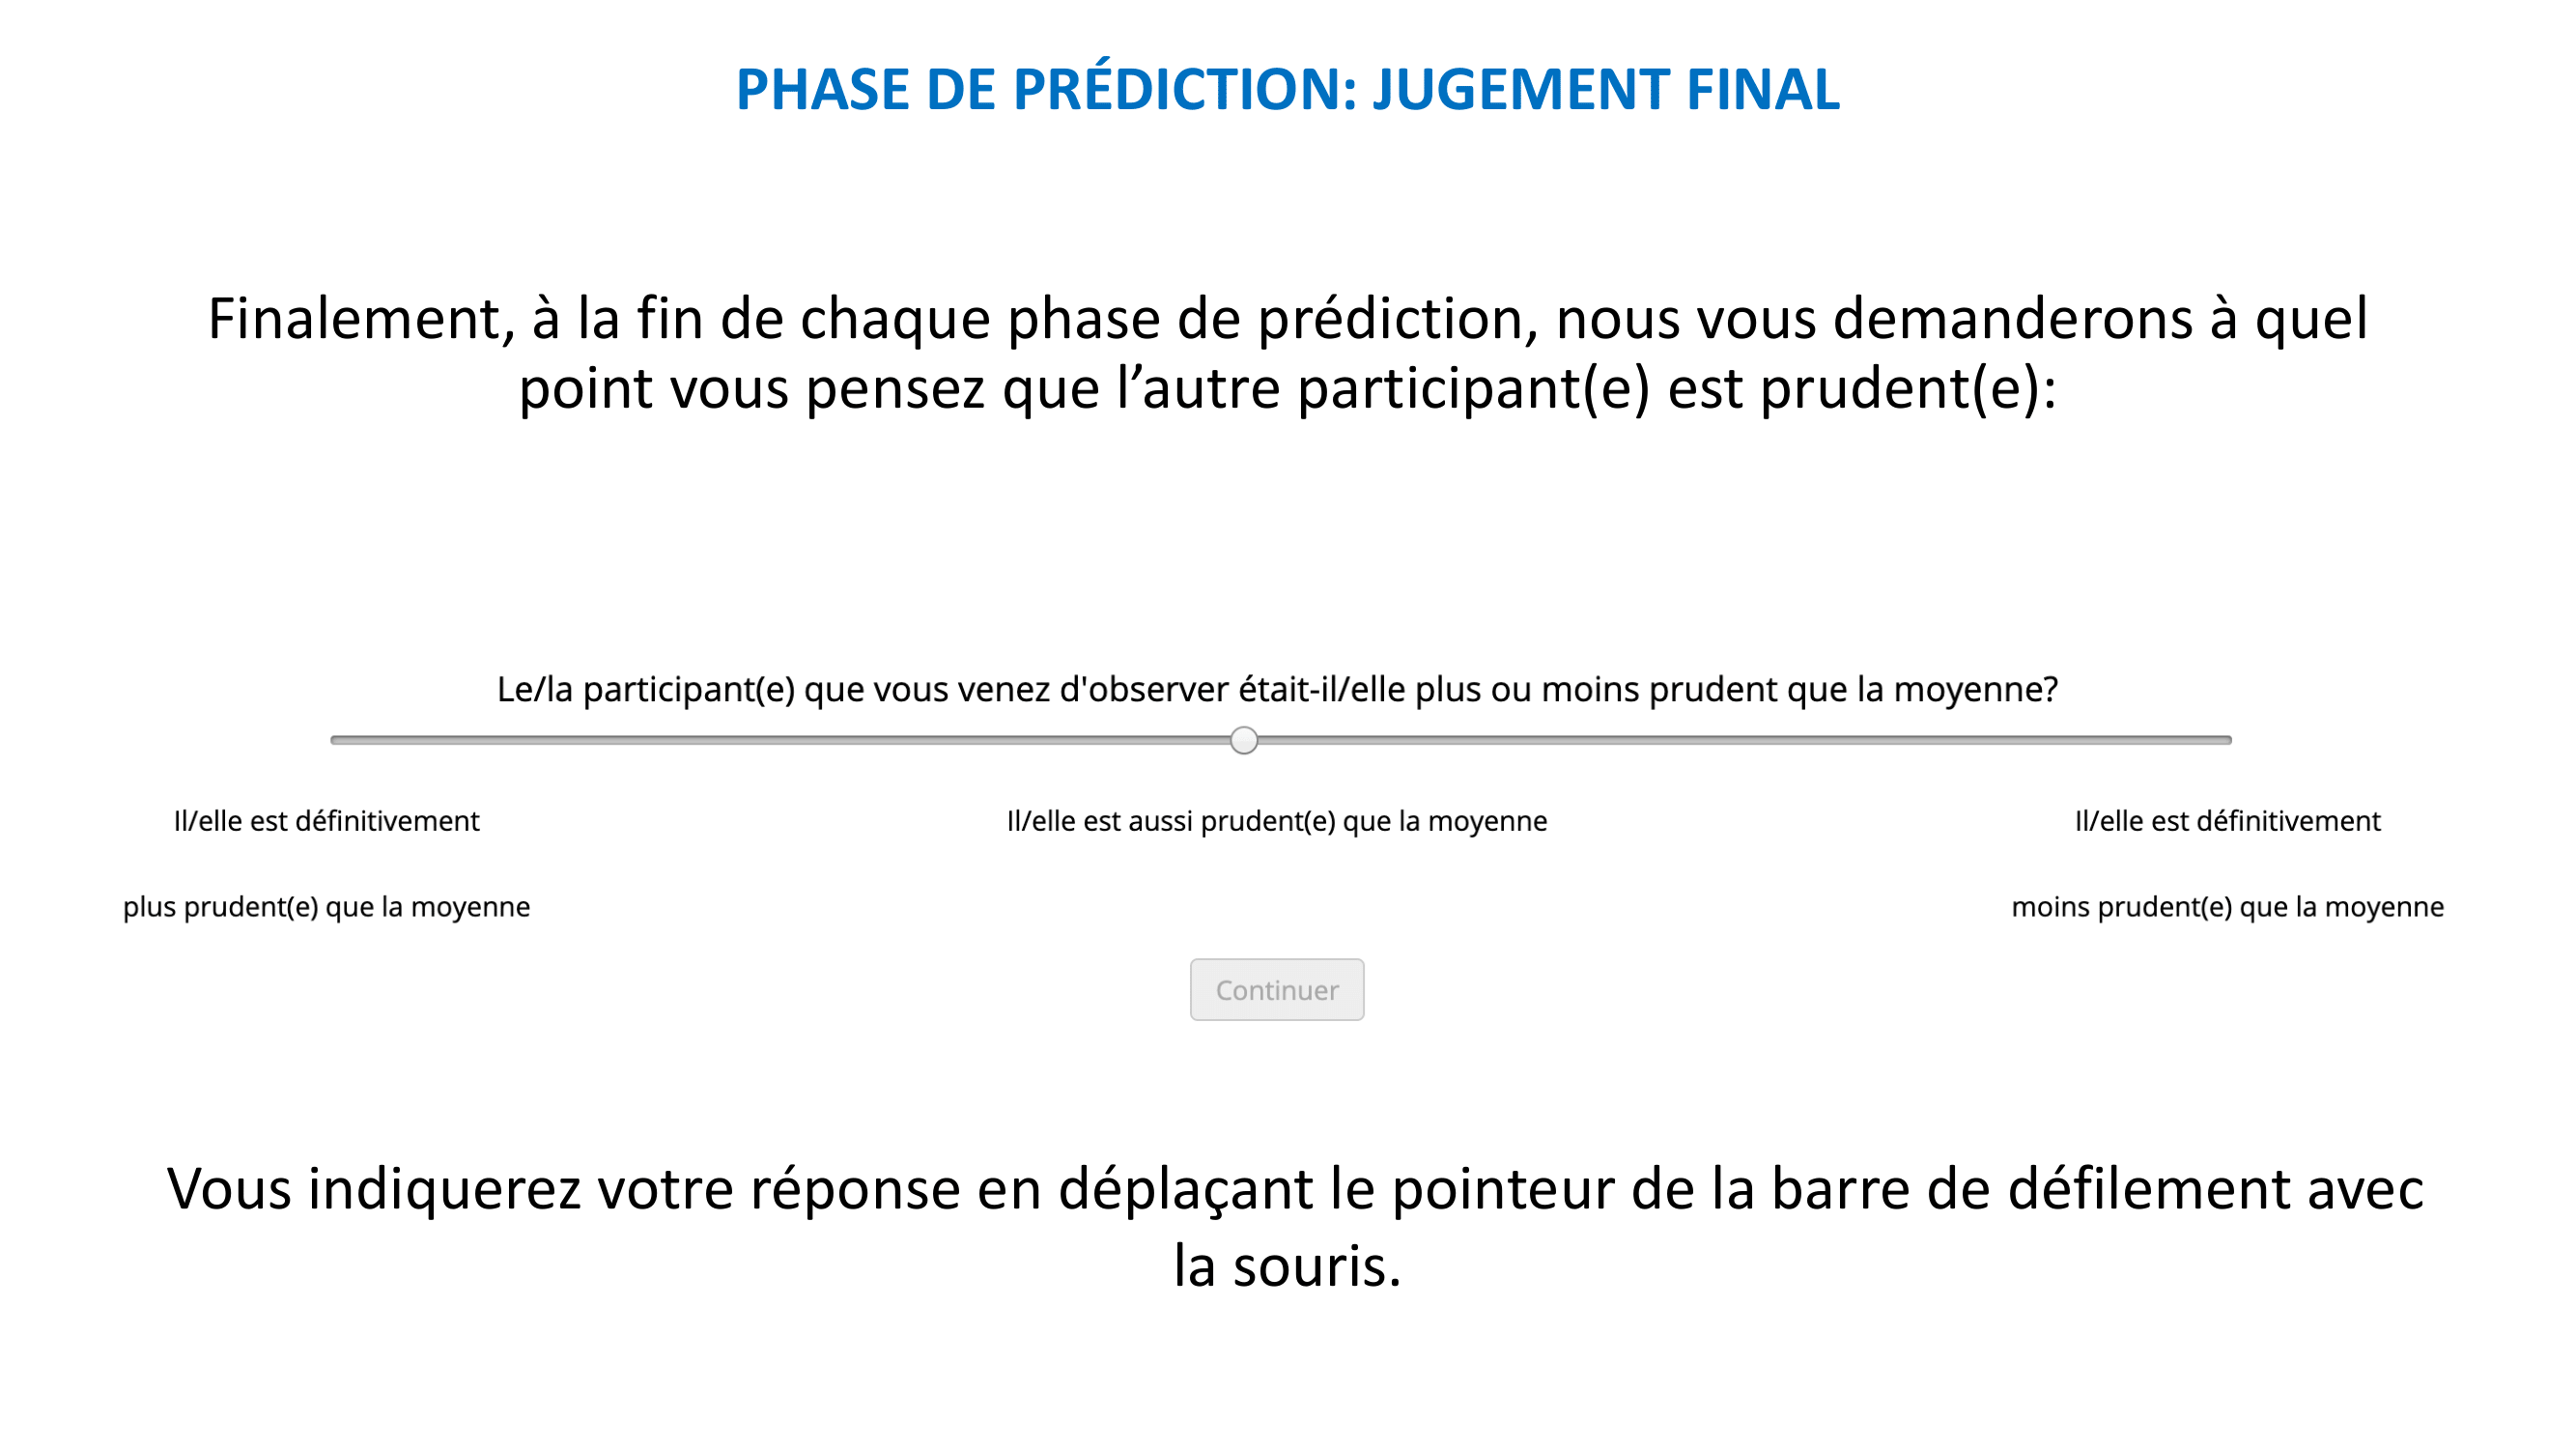 PHASE DE PRÉDICTION: JUGEMENT FINAL
Finalement, à la fin de chaque phase de prédiction, nous vous demanderons à quel
point vous pensez que l’autre participant(e) est prudent(e):
Le/la participant(e) que vous venez d'observer était-il/elle plus ou moins prudent que la moyenne?
Il/elle est définitivement
plus prudent(e) que la moyenne
Il/elle est aussi prudent(e) que la moyenne
Il/elle est définitivement
moins prudent(e) que la moyenne
Continuer
Vous indiquerez votre réponse en déplaçant le pointeur de la barre de défilement avec
la souris.